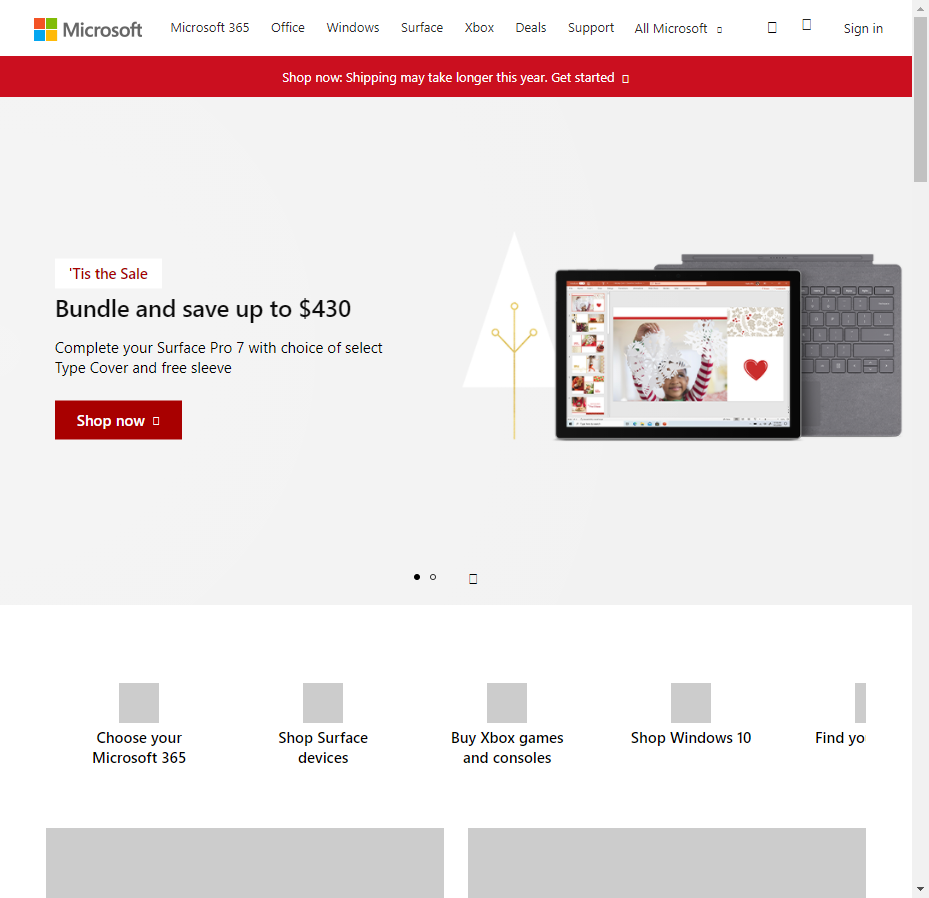 Microsoft
Microsoft 365
Office
Windows
Surface
Xbox
Deals
Support
All Microsoft
Sign in
Shop now: Shipping may take longer this year. Get started
'Tis the Sale
Bundle and save up to $430
Complete your Surface Pro 7 with choice of select
Type Cover and free sleeve
Shop now
Choose your
Microsoft 365
Shop Surface
devices
Buy Xbox games
and consoles
Shop Windows 10
Find yo